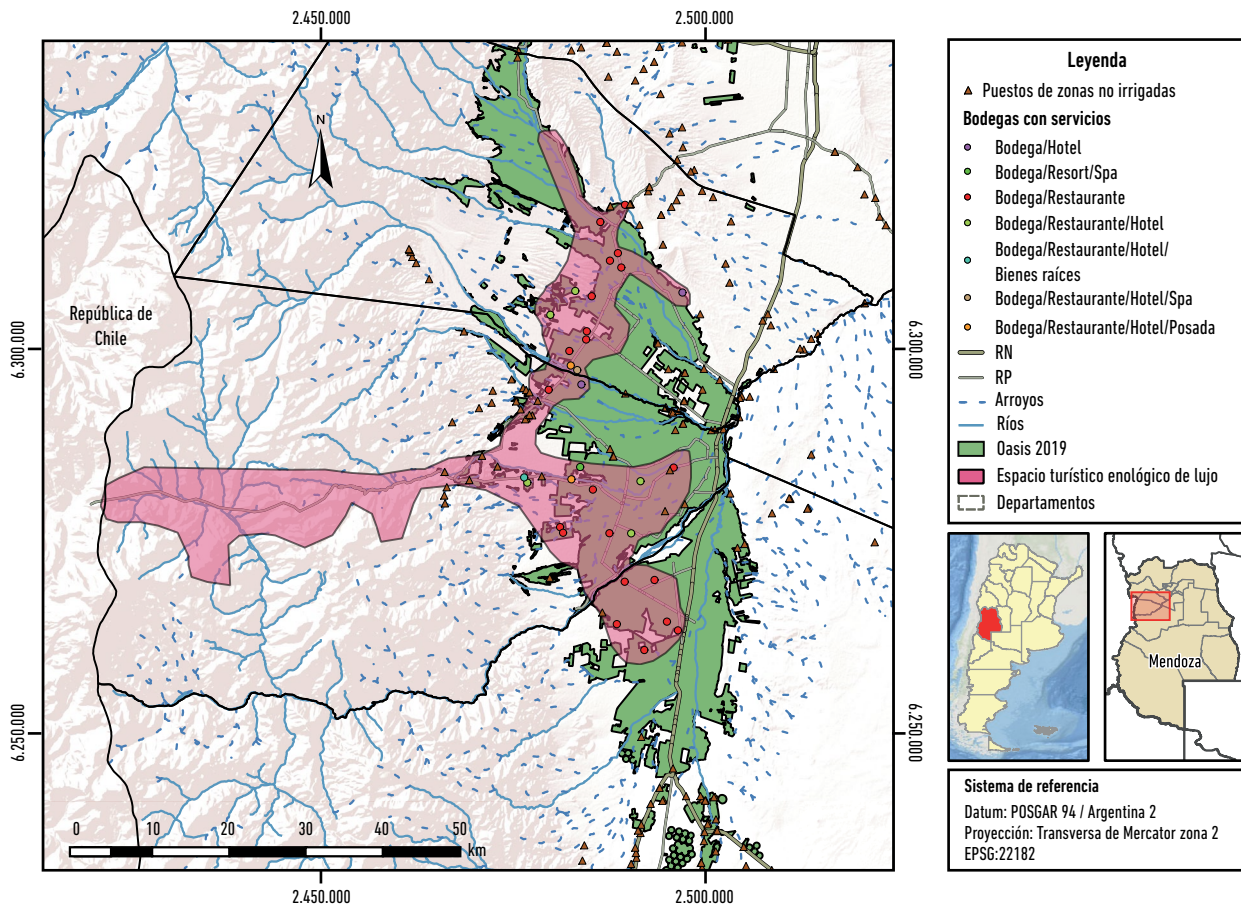 2.450.000
2.500.000
6.300.000
6.250.000
N
República de
Chile
0
10
20
30
40
50
km
6.300.000
6.250.000
2.450.000
2.500.000
Leyenda
Puestos de zonas no irrigadas
Bodegas con servicios
Bodega/Hotel
Bodega/Resort/Spa
Bodega/Restaurante
Bodega/Restaurante/Hotel
Bodega/Restaurante/Hotel/
Bienes raíces
Bodega/Restaurante/Hotel/Spa
Bodega/Restaurante/Hotel/Posada
RN
RP
Arroyos
Ríos
Oasis 2019
Espacio turístico enológico de lujo
Departamentos
Mendoza
Sistema de referencia
Datum: POSGAR 94 / Argentina 2
Proyección: Transversa de Mercator zona 2
EPSG:22182